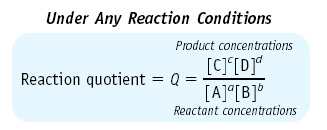 Under Any Reaction Conditions
Product concentrations
Reaction quotient = Q = [C]ᶜ[D]ᵈ / [A]ᵃ[B]ᵇ
Reactant concentrations